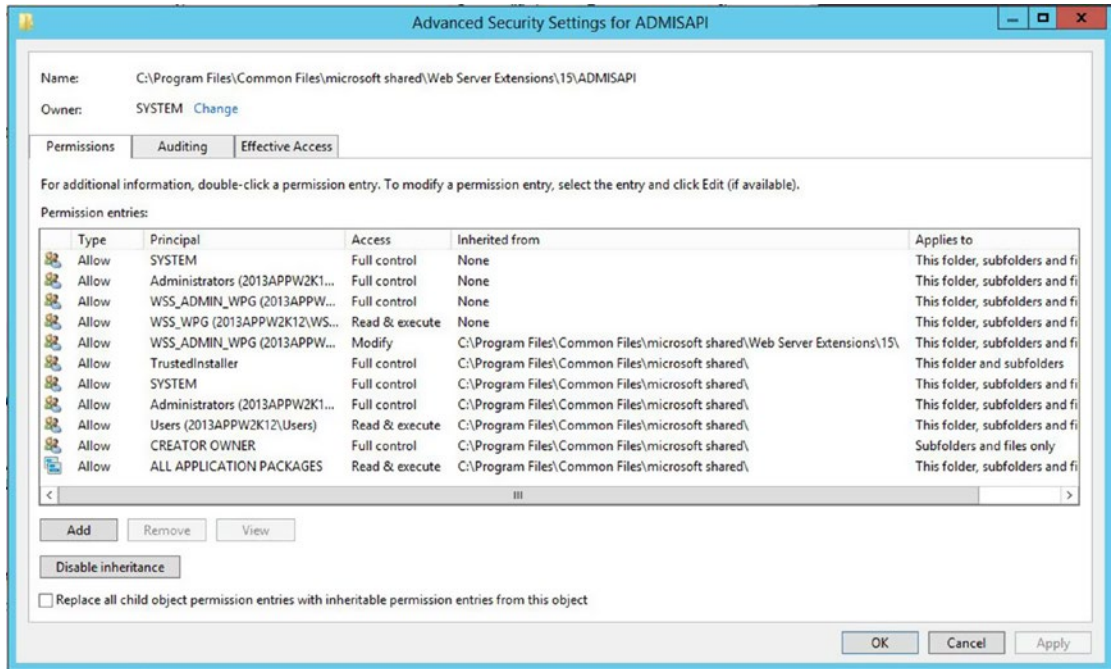 Advanced Security Settings for ADMISAPI
Name: C:\Program Files\Common Files\microsoft shared\Web Server Extensions\15\ADMISAPI
Owner: SYSTEM Change
Permissions Auditing Effective Access
For additional information, double-click a permission entry. To modify a permission entry, select the entry and click Edit (if available).
Permission entries:
Type Principal Access Inherited from Applies to
Allow SYSTEM Full control None This folder, subfolders and fi
Allow Administrators (2013APPW2K1... Full control None This folder, subfolders and fi
Allow WSS_ADMIN_WPG (2013APPW... Full control None This folder, subfolders and fi
Allow WSS_WPG (2013APPW2K12\WS... Read & execute None This folder, subfolders and fi
Allow WSS_ADMIN_WPG (2013APPW... Modify C:\Program Files\Common Files\microsoft shared\Web Server Extensions\15\ This folder, subfolders and fi
Allow TrustedInstaller Full control C:\Program Files\Common Files\microsoft shared\ This folder and subfolders
Allow SYSTEM Full control C:\Program Files\Common Files\microsoft shared\ This folder, subfolders and fi
Allow Administrators (2013APPW2K1... Full control C:\Program Files\Common Files\microsoft shared\ This folder, subfolders and fi
Allow Users (2013APPW2K12\Users) Read & execute C:\Program Files\Common Files\microsoft shared\ This folder, subfolders and fi
Allow CREATOR OWNER Full control C:\Program Files\Common Files\microsoft shared\ Subfolders and files only
Allow ALL APPLICATION PACKAGES Read & execute C:\Program Files\Common Files\microsoft shared\ This folder, subfolders and fi
Add Remove View
Disable inheritance
Replace all child object permission entries with inheritable permission entries from this object
OK Cancel Apply